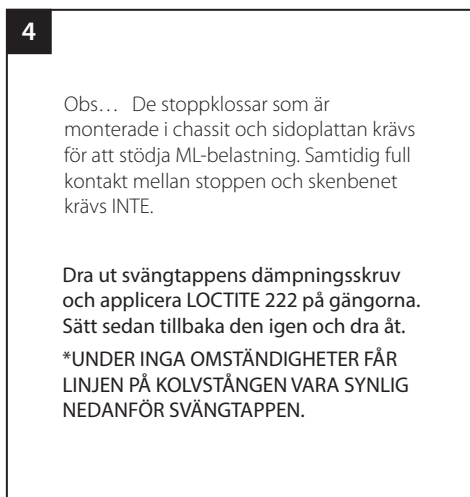 4
Obs… De stoppklossar som är
monterade i chassit och sidoplattan krävs
för att stödja ML-belastning. Samtidig full
kontakt mellan stoppen och skenbenet
krävs INTE.
Dra ut svängtappens dämpningsskruv
och applicera LOCTITE 222 på gängorna.
Sätt sedan tillbaka den igen och dra åt.
*UNDER INGA OMSTÄNDIGHETER FÅR
LINJEN PÅ KOLVSTÅNGEN VARA SYNLIG
NEDANFÖR SVÄNGTAPPEN.